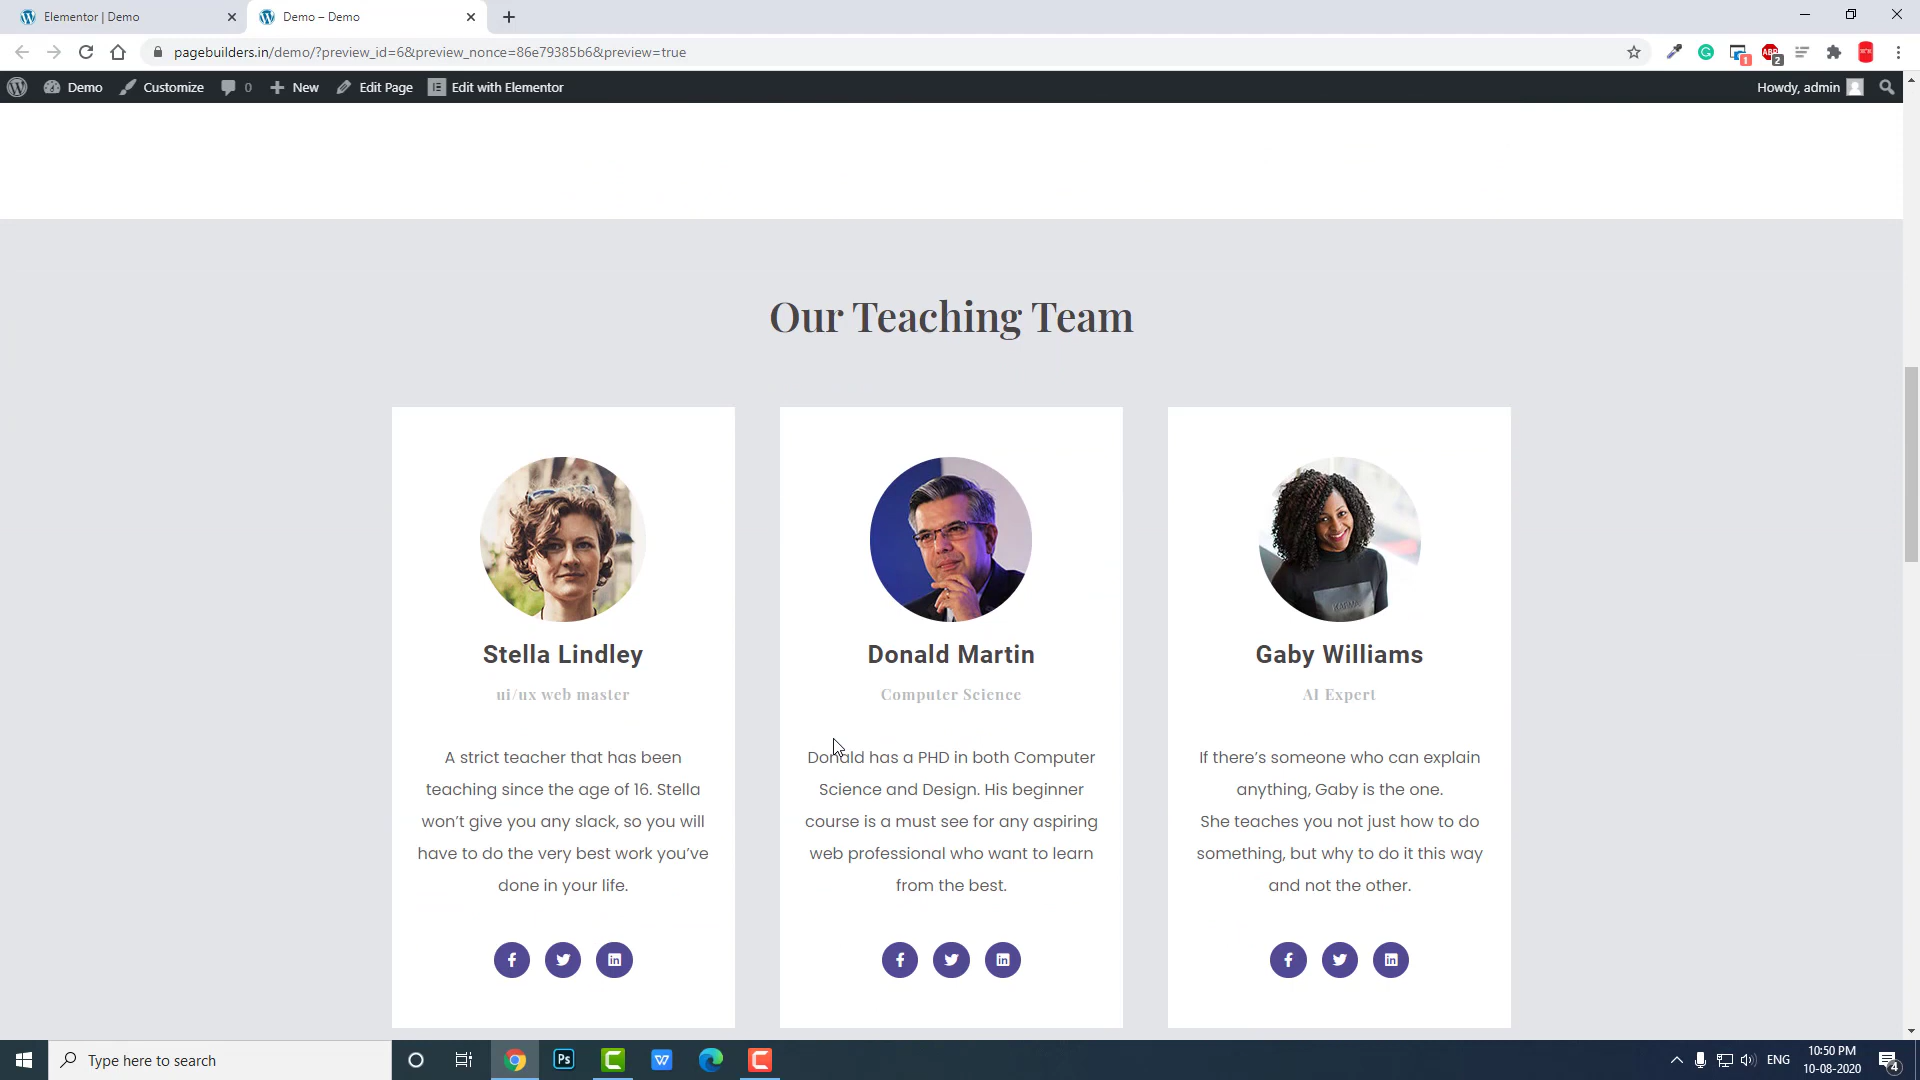 Elementor | Demo
Demo – Demo
pagebuilders.in/demo/?preview_id=6&preview_nonce=86e79385b6&preview=true
ABP
1
2
Demo
Customize
0
New
Edit Page
Edit with Elementor
Howdy, admin
Our Teaching Team
Stella Lindley
ui/ux web master
A strict teacher that has been
teaching since the age of 16. Stella
won’t give you any slack, so you will
have to do the very best work you’ve
done in your life.
Donald Martin
Computer Science
Donald has a PHD in both Computer
Science and Design. His beginner
course is a must see for any aspiring
web professional who want to learn
from the best.
Gaby Williams
AI Expert
If there’s someone who can explain
anything, Gaby is the one.
She teaches you not just how to do
something, but why to do it this way
and not the other.
Type here to search
Ps
ENG
10:50 PM
10-08-2020
4